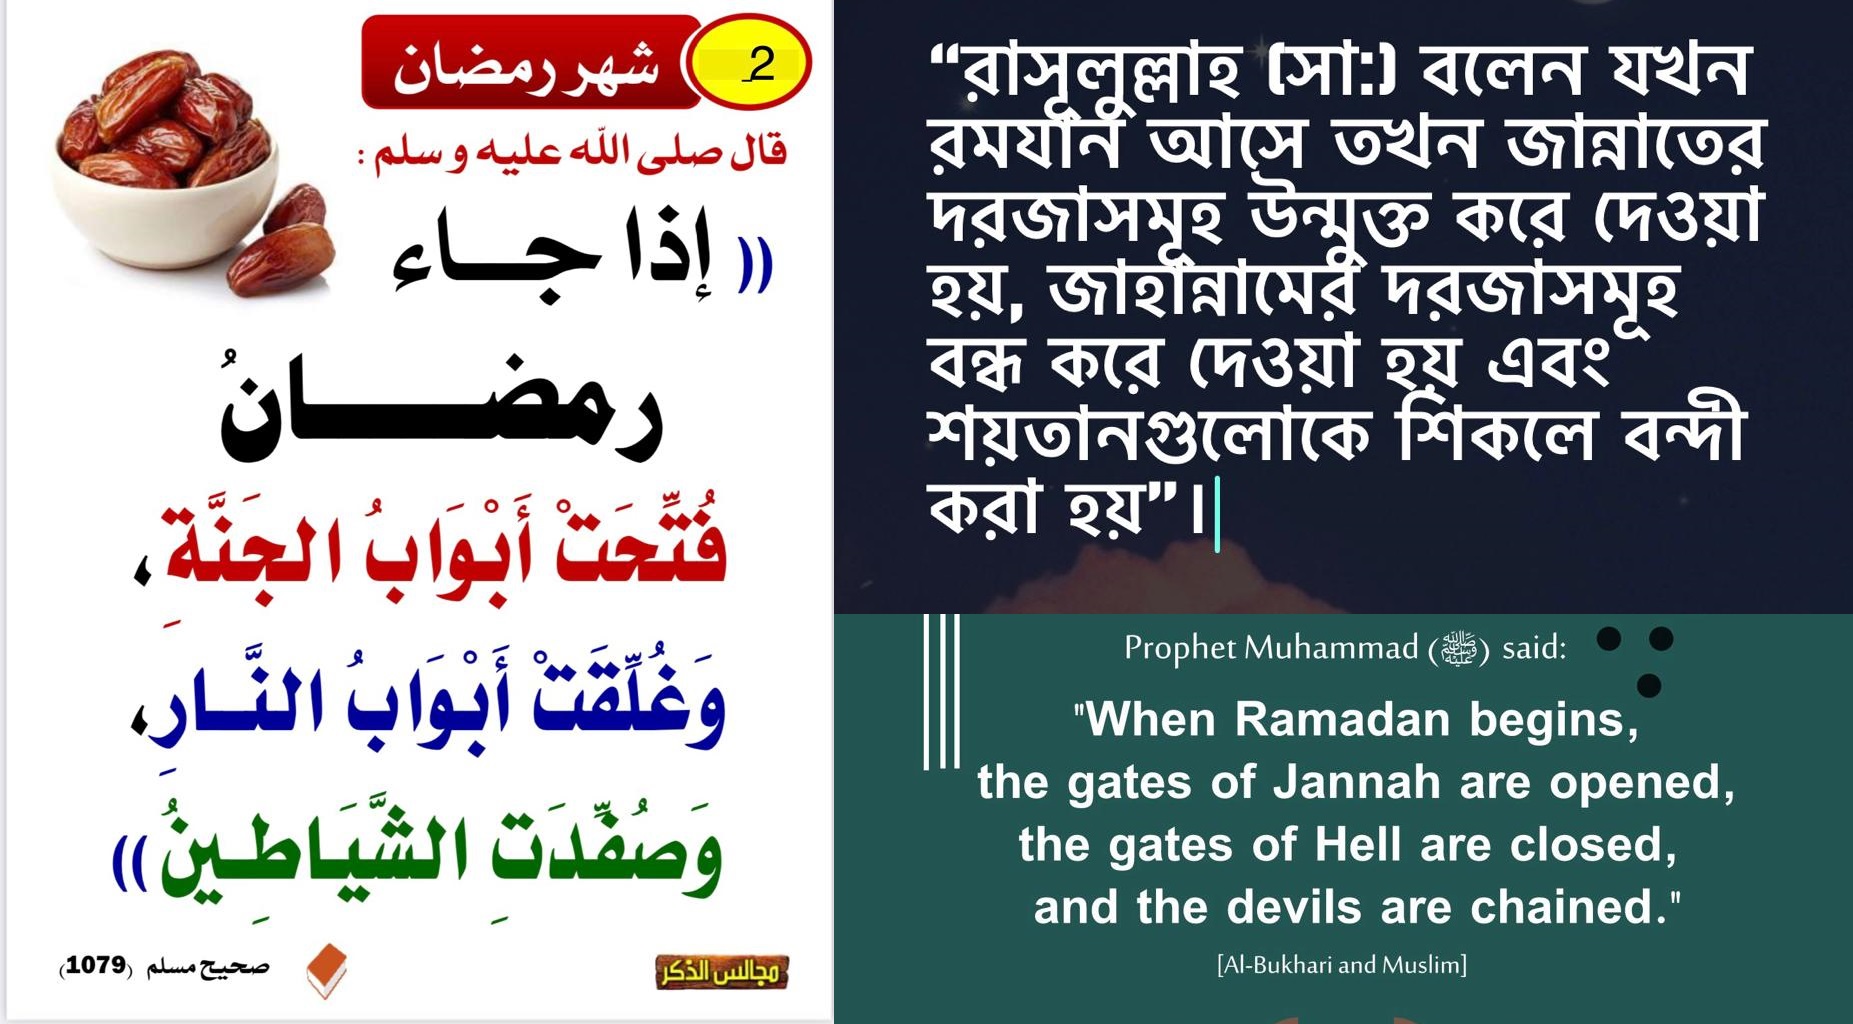 شهر رمضان 2
قال صلى الله عليه وسلم :
(( إذا جـاء
رمضــانُ
فُتِّحَتْ أَبْوَابُ الجَنَّةِ،
وَغُلِّقَتْ أَبْوَابُ النَّـارِ،
وَصُفِّدَتِ الشَّيَاطِـينُ ))
صحيح مسلم (1079)
مجالس الذكر
“রাসূলুল্লাহ (সা:) বলেন যখন
রমযান আসে তখন জান্নাতের
দরজাসমূহ উন্মুক্ত করে দেওয়া
হয়, জাহান্নামের দরজাসমূহ
বন্ধ করে দেওয়া হয় এবং
শয়তানগুলোকে শিকলে বন্দী
করা হয়”।
Prophet Muhammad (ﷺ) said:
"When Ramadan begins,
the gates of Jannah are opened,
the gates of Hell are closed,
and the devils are chained."
[Al-Bukhari and Muslim]